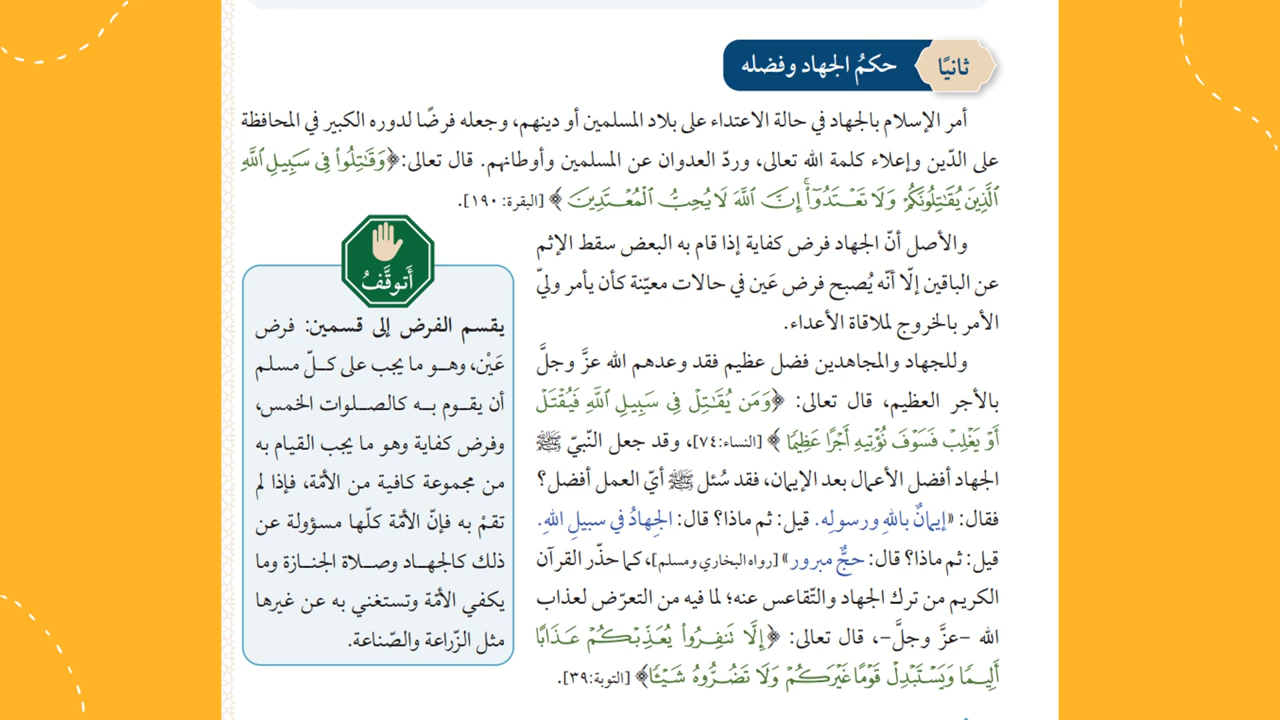 ثانيًا
حكمُ الجهاد وفضله
أمر الإسلام بالجهاد في حالة الاعتداء على بلاد المسلمين أو دينهم، وجعله فرضًا لدوره الكبير في المحافظة
على الدّين وإعلاء كلمة الله تعالى، وردّ العدوان عن المسلمين وأوطانهم. قال تعالى: ﴿وَقَٰتِلُواْ فِي سَبِيلِ ٱللَّهِ
ٱلَّذِينَ يُقَٰتِلُونَكُمۡ وَلَا تَعۡتَدُوٓاْۚ إِنَّ ٱللَّهَ لَا يُحِبُّ ٱلۡمُعۡتَدِينَ ﴾ [البقرة: ١٩٠].
والأصل أنّ الجهاد فرض كفاية إذا قام به البعض سقط الإثم
عن الباقين إلّا أنّه يُصبح فرض عَين في حالات معيّنة كأن يأمر وليّ
الأمر بالخروج لملاقاة الأعداء.
وللجهاد والمجاهدين فضل عظيم فقد وعدهم الله عزَّ وجلَّ
بالأجر العظيم، قال تعالى: ﴿وَمَن يُقَٰتِلۡ فِي سَبِيلِ ٱللَّهِ فَيُقۡتَلۡ
أَوۡ يَغۡلِبۡ فَسَوۡفَ نُؤۡتِيهِ أَجۡرًا عَظِيمٗا ﴾ [النساء:٧٤]، وقد جعل النّبيّ ﷺ
الجهاد أفضل الأعمال بعد الإيمان، فقد سُئل ﷺ أيّ العمل أفضل؟
فقال: «إيمانٌ باللهِ ورسولِه. قيل: ثم ماذا؟ قال: الجِهادُ في سبيلِ اللهِ.
قيل: ثم ماذا؟ قال: حجٌّ مبرور» [رواه البخاري ومسلم]، كما حذّر القرآن
الكريم من ترك الجهاد والتّقاعس عنه؛ لما فيه من التعرّض لعذاب
الله –عزَّ وجلَّ–، قال تعالى: ﴿إِلَّا تَنفِرُواْ يُعَذِّبۡكُمۡ عَذَابًا
أَلِيمٗا وَيَسۡتَبۡدِلۡ قَوۡمًا غَيۡرَكُمۡ وَلَا تَضُرُّوهُ شَيۡـٔٗا﴾ [التوبة:٣٩].
أَتوقَّفُ
يقسم الفرض إلى قسمين: فرض
عَيْن، وهـو ما يجب على كـلّ مسلم
أن يقـوم بـه كالصـلـوات الخمس،
وفرض كفاية وهو ما يجب القيام به
من مجموعة كافية من الأمّة، فإذا لم
تقمْ به فإنّ الأمّة كلّها مسؤولة عن
ذلك كالجهـاد وصـلاة الجنـازة وما
يكفي الأمّة وتستغني به عن غيرها
مثل الزّراعة والصّناعة.